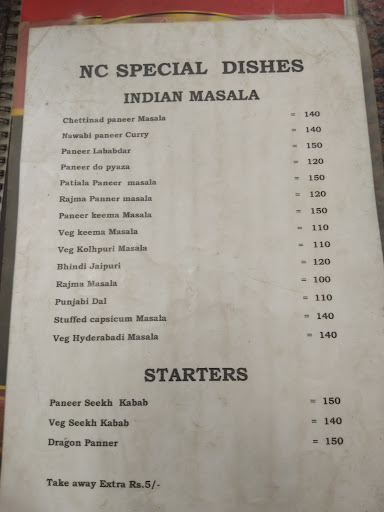 NC SPECIAL DISHES
INDIAN MASALA
Chettinad paneer Masala = 140
Nawabi paneer Curry = 140
Paneer Lababdar = 150
Paneer do pyaza = 120
Patiala Paneer masala = 150
Rajma Panner masala = 120
Paneer keema Masala = 150
Veg keema Masala = 110
Veg Kolhpuri Masala = 110
Bhindi Jaipuri = 120
Rajma Masala = 100
Punjabi Dal = 110
Stuffed capsicum Masala = 140
Veg Hyderabadi Masala = 140
STARTERS
Paneer Seekh Kabab = 150
Veg Seekh Kabab = 140
Dragon Panner = 150
Take away Extra Rs.5/-